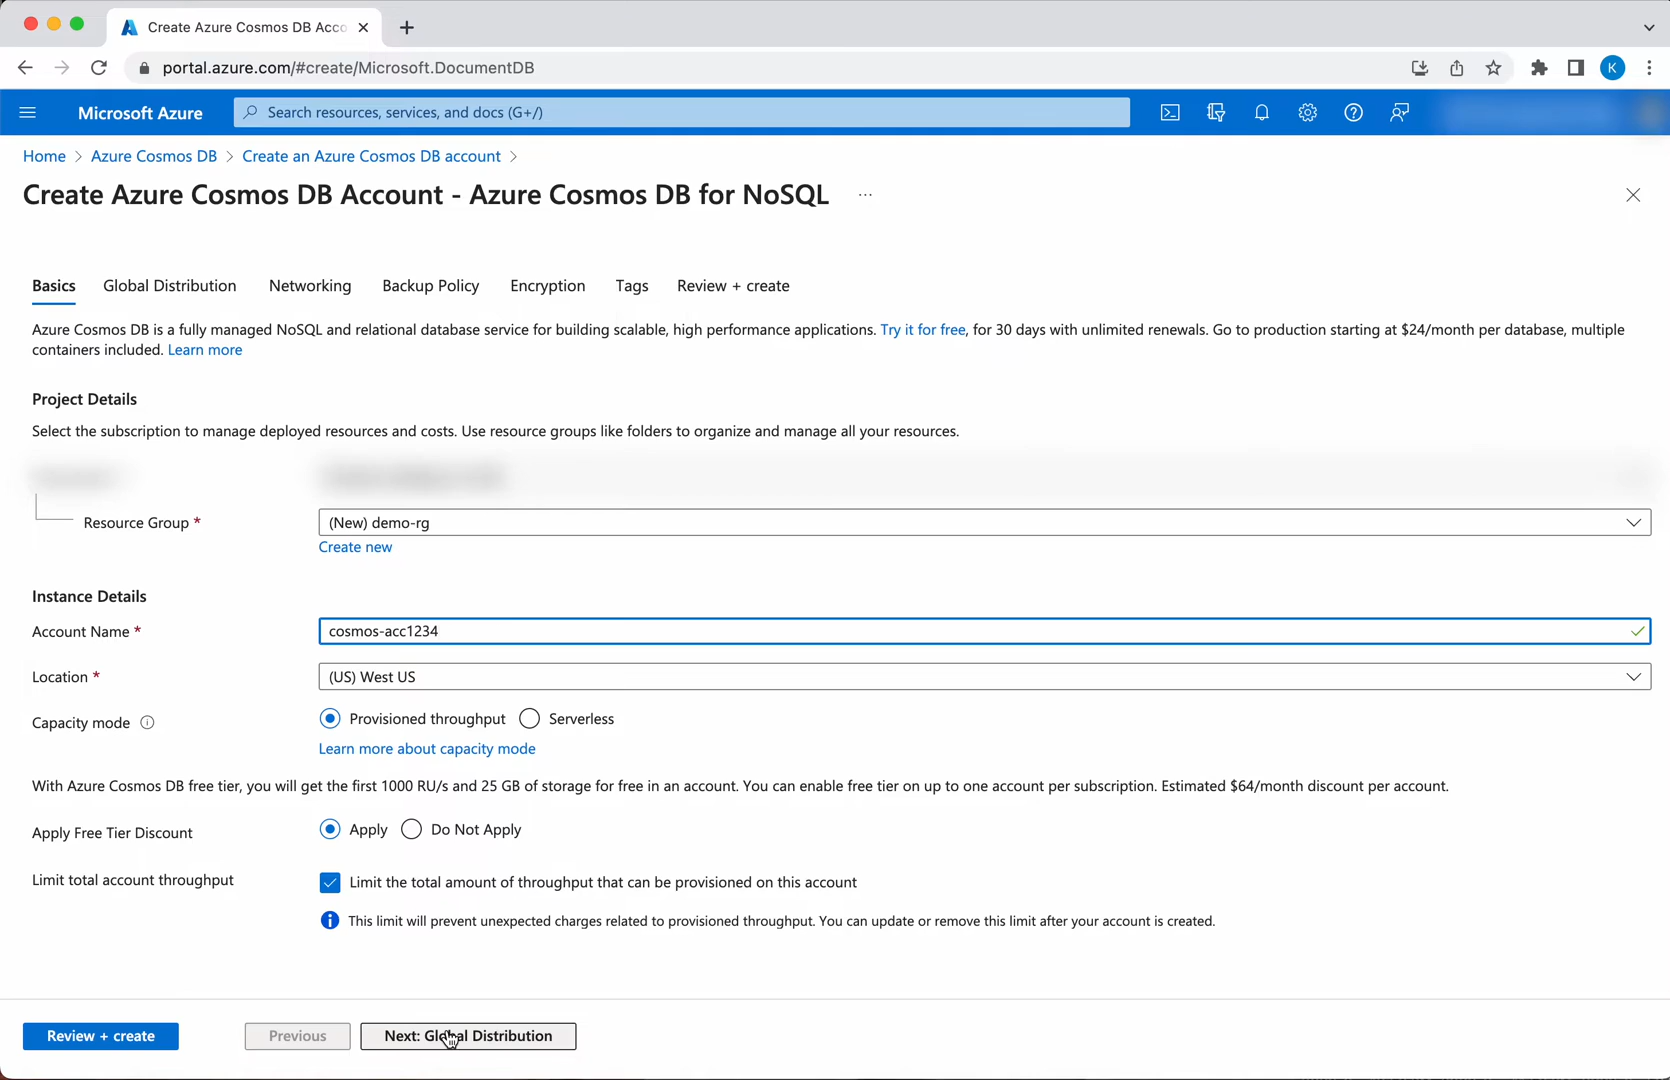 Create Azure Cosmos DB Acco
portal.azure.com/#create/Microsoft.DocumentDB
K
Microsoft Azure
Search resources, services, and docs (G+/)
Home > Azure Cosmos DB > Create an Azure Cosmos DB account >
Create Azure Cosmos DB Account - Azure Cosmos DB for NoSQL ...
Basics Global Distribution Networking Backup Policy Encryption Tags Review + create
Azure Cosmos DB is a fully managed NoSQL and relational database service for building scalable, high performance applications. Try it for free, for 30 days with unlimited renewals. Go to production starting at $24/month per database, multiple
containers included. Learn more
Project Details
Select the subscription to manage deployed resources and costs. Use resource groups like folders to organize and manage all your resources.
Resource Group * (New) demo-rg
Create new
Instance Details
Account Name * cosmos-acc1234
Location * (US) West US
Capacity mode Provisioned throughput Serverless
Learn more about capacity mode
With Azure Cosmos DB free tier, you will get the first 1000 RU/s and 25 GB of storage for free in an account. You can enable free tier on up to one account per subscription. Estimated $64/month discount per account.
Apply Free Tier Discount Apply Do Not Apply
Limit total account throughput Limit the total amount of throughput that can be provisioned on this account
This limit will prevent unexpected charges related to provisioned throughput. You can update or remove this limit after your account is created.
Review + create Previous Next: Global Distribution